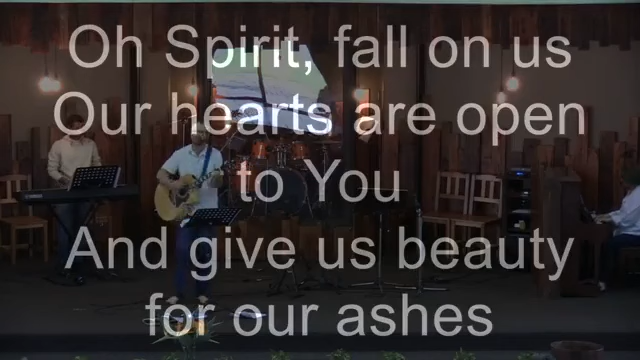 Oh Spirit, fall on us
Our hearts are open
to You
And give us beauty
for our ashes